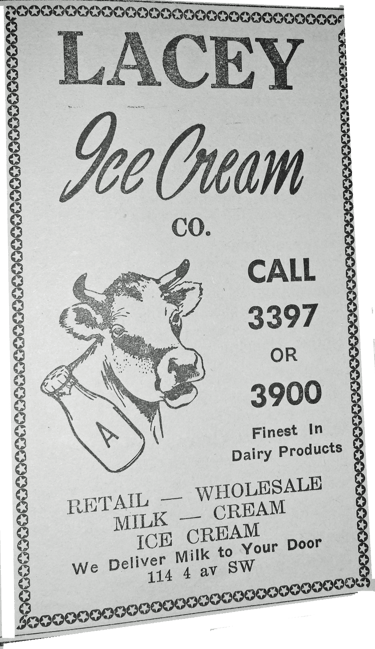 LACEY
Ice Cream
CO.
CALL
3397
OR
3900
Finest In
Dairy Products
A
RETAIL — WHOLESALE
MILK — CREAM
ICE CREAM
We Deliver Milk to Your Door
114 4 av SW